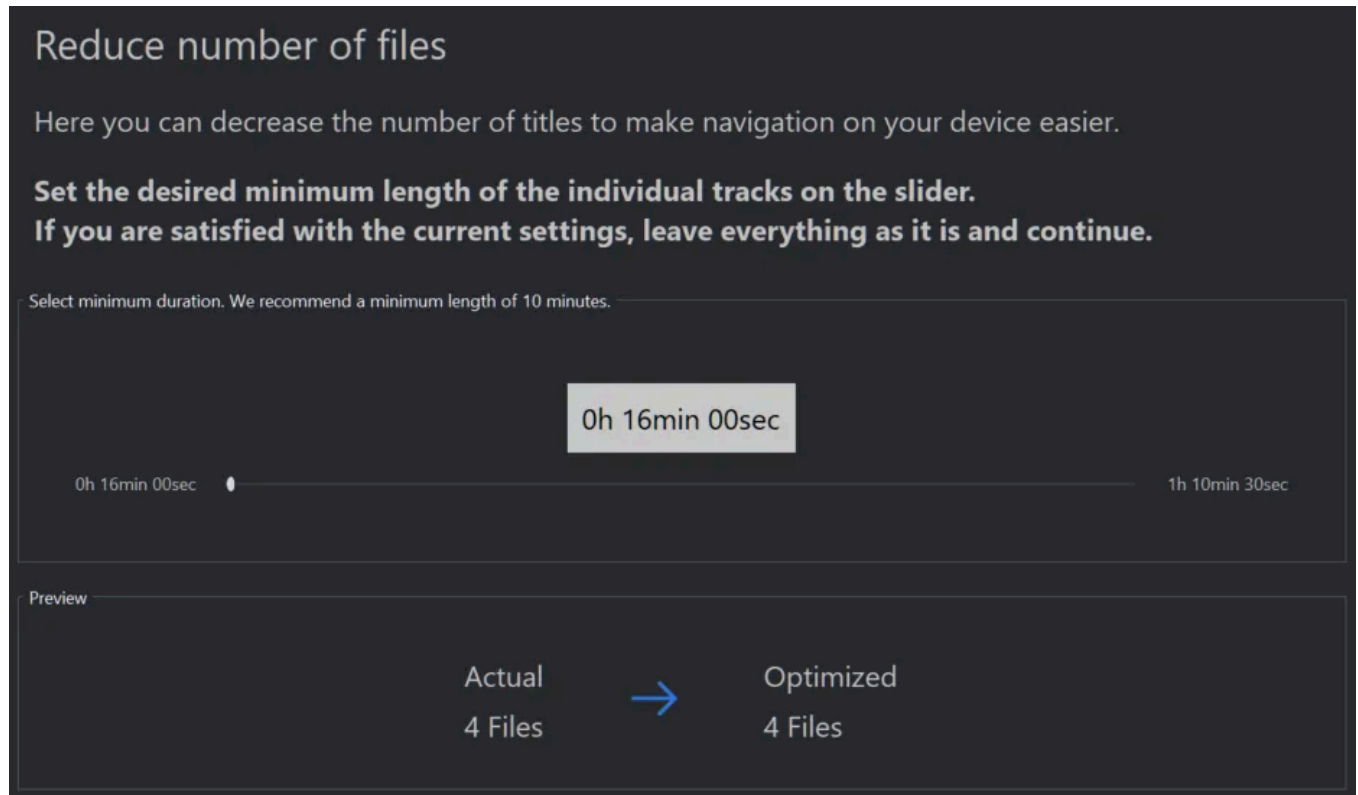 Reduce number of files
Here you can decrease the number of titles to make navigation on your device easier.
Set the desired minimum length of the individual tracks on the slider.
If you are satisfied with the current settings, leave everything as it is and continue.
Select minimum duration. We recommend a minimum length of 10 minutes.
0h 16min 00sec
0h 16min 00sec
1h 10min 30sec
Preview
Actual
Optimized
4 Files
4 Files